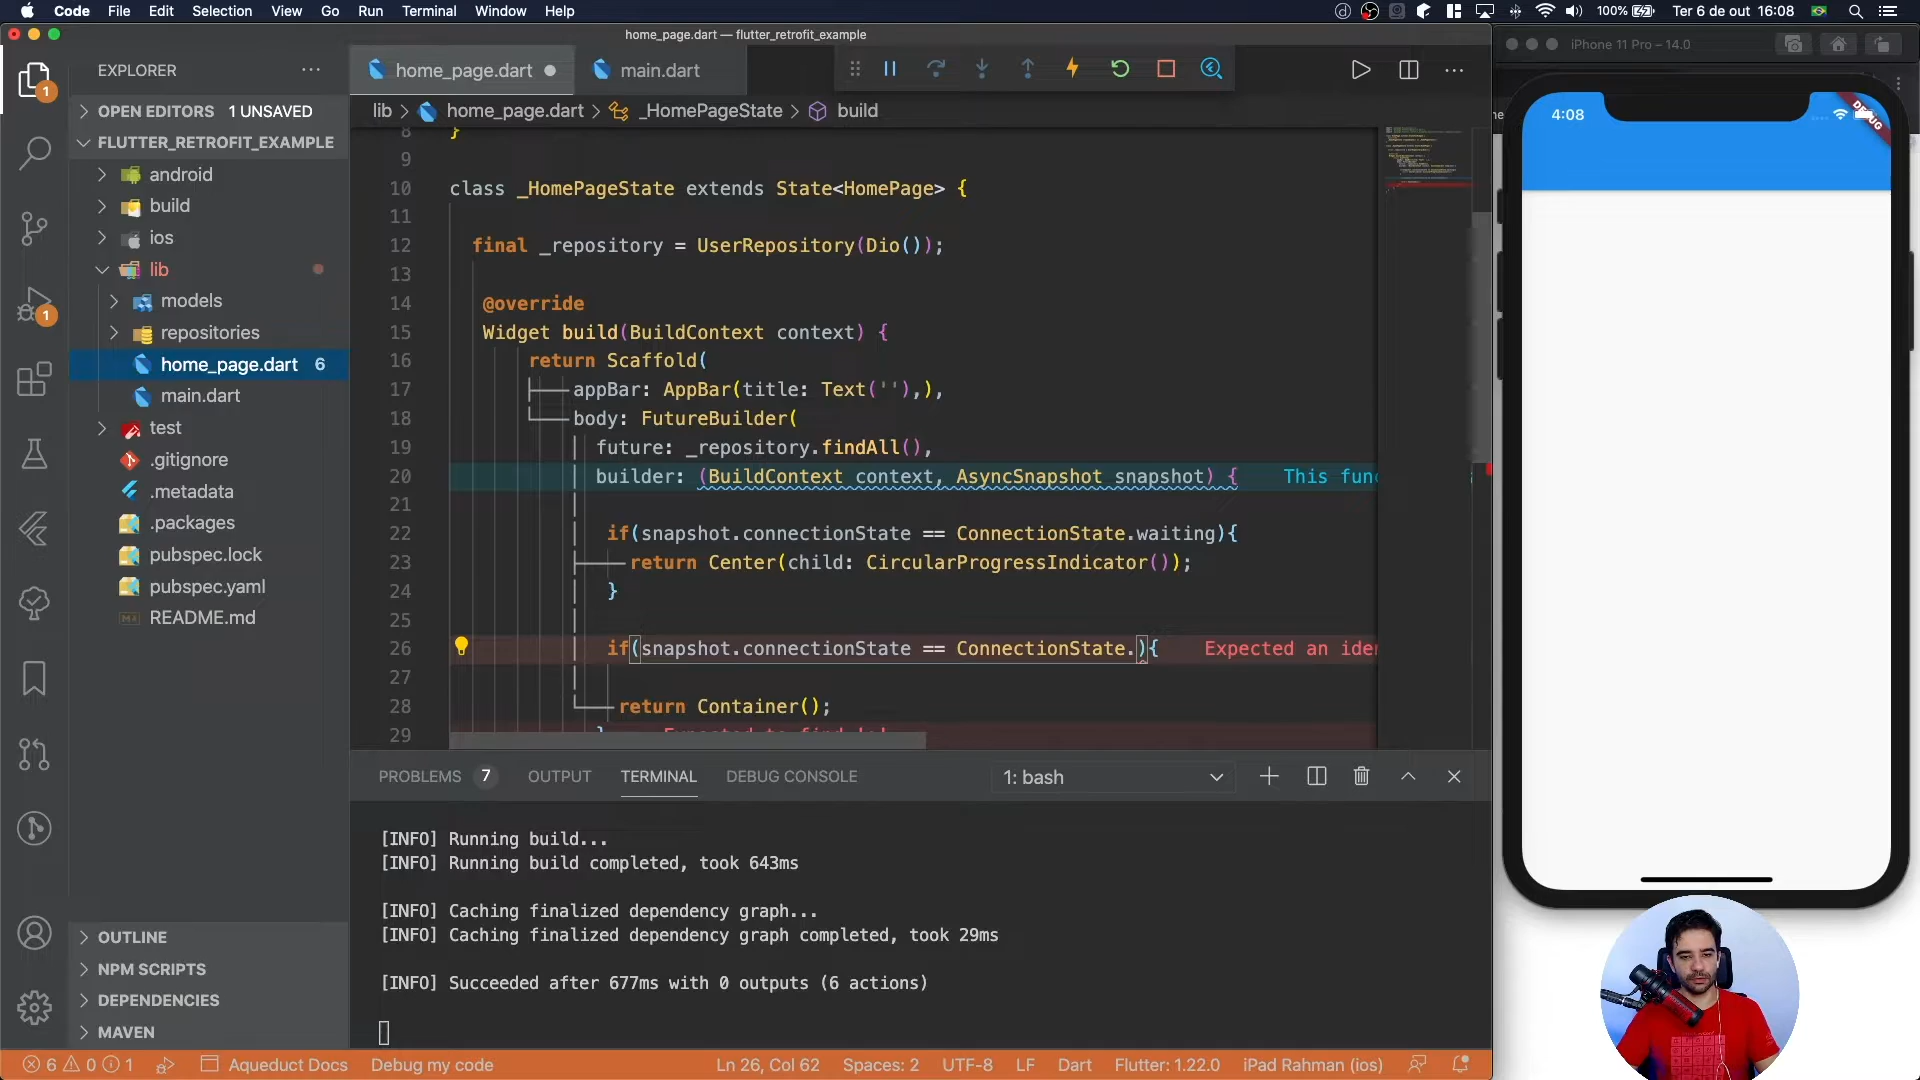 Code File Edit Selection View Go Run Terminal Window Help
100% Ter 6 de out 16:08
home_page.dart — flutter_retrofit_example
iPhone 11 Pro – 14.0
EXPLORER
home_page.dart
main.dart
OPEN EDITORS 1 UNSAVED
lib > home_page.dart > _HomePageState > build
FLUTTER_RETROFIT_EXAMPLE
android
build
ios
lib
models
repositories
home_page.dart 6
main.dart
test
.gitignore
.metadata
.packages
pubspec.lock
pubspec.yaml
README.md
OUTLINE
NPM SCRIPTS
DEPENDENCIES
MAVEN
1
1
8 }
9
10 class _HomePageState extends State<HomePage> {
11
12 final _repository = UserRepository(Dio());
13
14 @override
15 Widget build(BuildContext context) {
16 return Scaffold(
17 appBar: AppBar(title: Text(''),),
18 body: FutureBuilder(
19 future: _repository.findAll(),
20 builder: (BuildContext context, AsyncSnapshot snapshot) { This func
21
22 if(snapshot.connectionState == ConnectionState.waiting){
23 return Center(child: CircularProgressIndicator());
24 }
25
26 if(snapshot.connectionState == ConnectionState.){ Expected an iden
27
28 return Container();
29 }
PROBLEMS 7 OUTPUT TERMINAL DEBUG CONSOLE 1: bash
[INFO] Running build...
[INFO] Running build completed, took 643ms
[INFO] Caching finalized dependency graph...
[INFO] Caching finalized dependency graph completed, took 29ms
[INFO] Succeeded after 677ms with 0 outputs (6 actions)
4:08
DEBUG
6 0 1 Aqueduct Docs Debug my code Ln 26, Col 62 Spaces: 2 UTF-8 LF Dart Flutter: 1.22.0 iPad Rahman (ios)